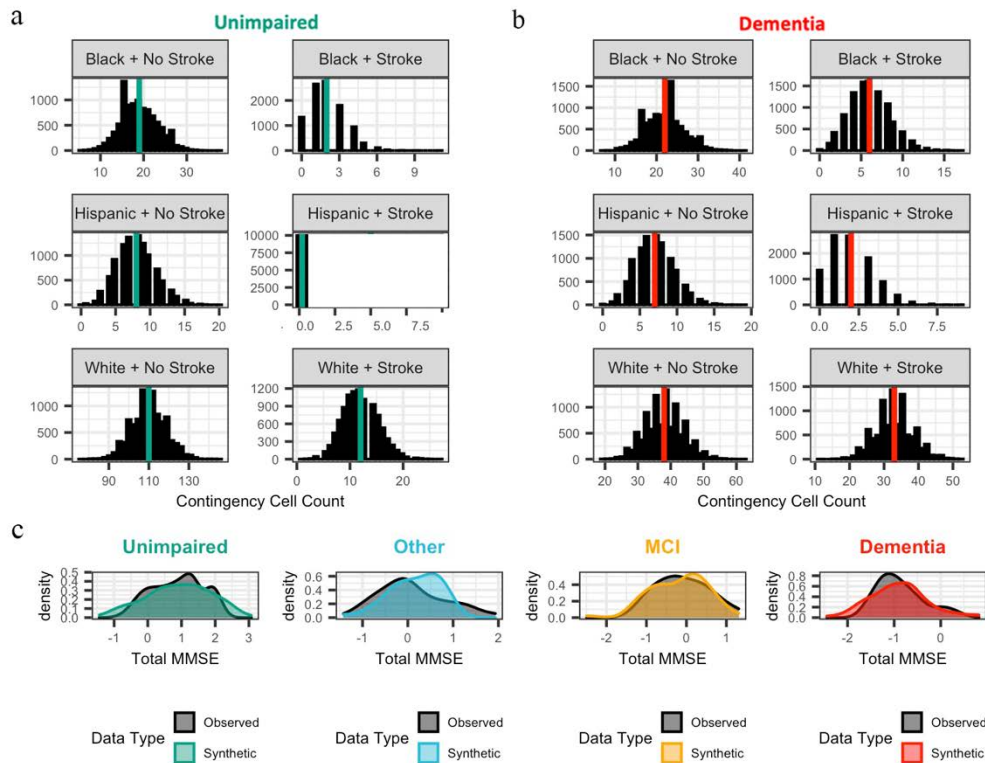 a
Unimpaired
b
Dementia
Black + No Stroke
Black + Stroke
Black + No Stroke
Black + Stroke
1000
500
0
10 20 30
2000
1000
0
0 3 6 9
1500
1000
500
0
10 20 30 40
1500
1000
500
0
0 5 10 15
Hispanic + No Stroke
Hispanic + Stroke
Hispanic + No Stroke
Hispanic + Stroke
1000
500
0
0 5 10 15 20
10000
7500
5000
2500
0
0.0 2.5 5.0 7.5
1500
1000
500
0
0 5 10 15 20
2000
1000
0
0.0 2.5 5.0 7.5
White + No Stroke
White + Stroke
White + No Stroke
White + Stroke
1000
500
0
90 110 130
1200
900
600
300
0
0 10 20
1000
500
0
20 30 40 50 60
1500
1000
500
0
10 20 30 40 50
Contingency Cell Count
Contingency Cell Count
c
Unimpaired
Other
MCI
Dementia
density
0.5
0.4
0.3
0.2
0.1
0.0
-1 0 1 2 3
density
0.6
0.4
0.2
0.0
-1 0 1 2
density
0.4
0.2
0.0
-2 -1 0 1
density
0.8
0.6
0.4
0.2
0.0
-2 -1 0
Total MMSE
Total MMSE
Total MMSE
Total MMSE
Data Type
Observed
Synthetic
Data Type
Observed
Synthetic
Data Type
Observed
Synthetic
Data Type
Observed
Synthetic